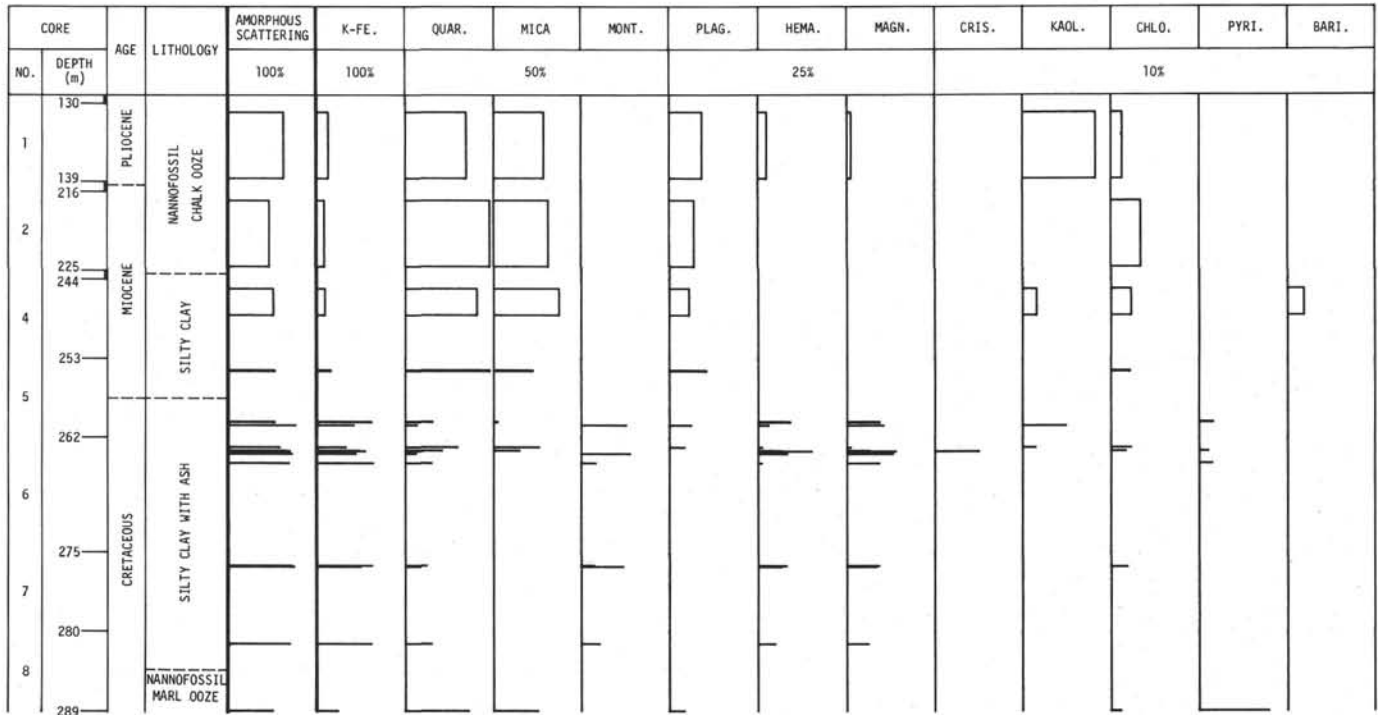 CORE
AGE
LITHOLOGY
AMORPHOUS
SCATTERING
K-FE.
QUAR.
MICA
MONT.
PLAG.
HEMA.
MAGN.
CRIS.
KAOL.
CHLO.
PYRI.
BARI.
NO.
DEPTH
(m)
100%
100%
50%
25%
10%
130
1
139
216
2
225
244
4
253
5
262
6
275
7
280
8
289
PLIOCENE
MIOCENE
CRETACEOUS
NANNOFOSSIL
CHALK OOZE
SILTY CLAY
SILTY CLAY WITH ASH
NANNOFOSSIL
MARL OOZE